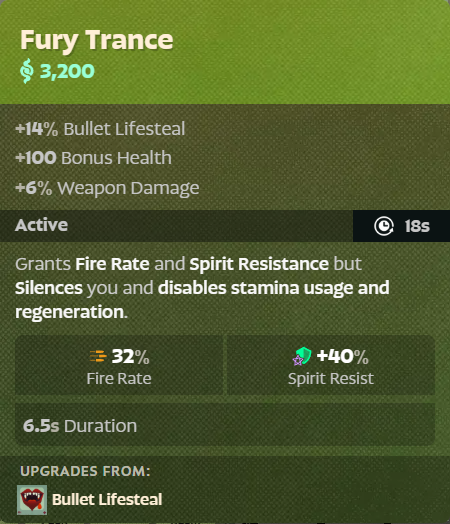 Fury Trance
3,200
+14% Bullet Lifesteal
+100 Bonus Health
+6% Weapon Damage
Active 18s
Grants Fire Rate and Spirit Resistance but
Silences you and disables stamina usage and
regeneration.
32% +40%
Fire Rate Spirit Resist
6.5s Duration
UPGRADES FROM:
Bullet Lifesteal